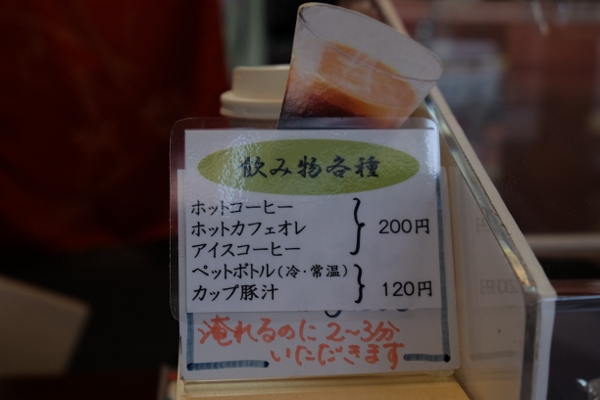 飲み物各種
ホットコーヒー
ホットカフェオレ
アイスコーヒー
200円
ペットボトル(冷・常温)
カップ豚汁
120円
淹れるのに2〜3分
いただきます